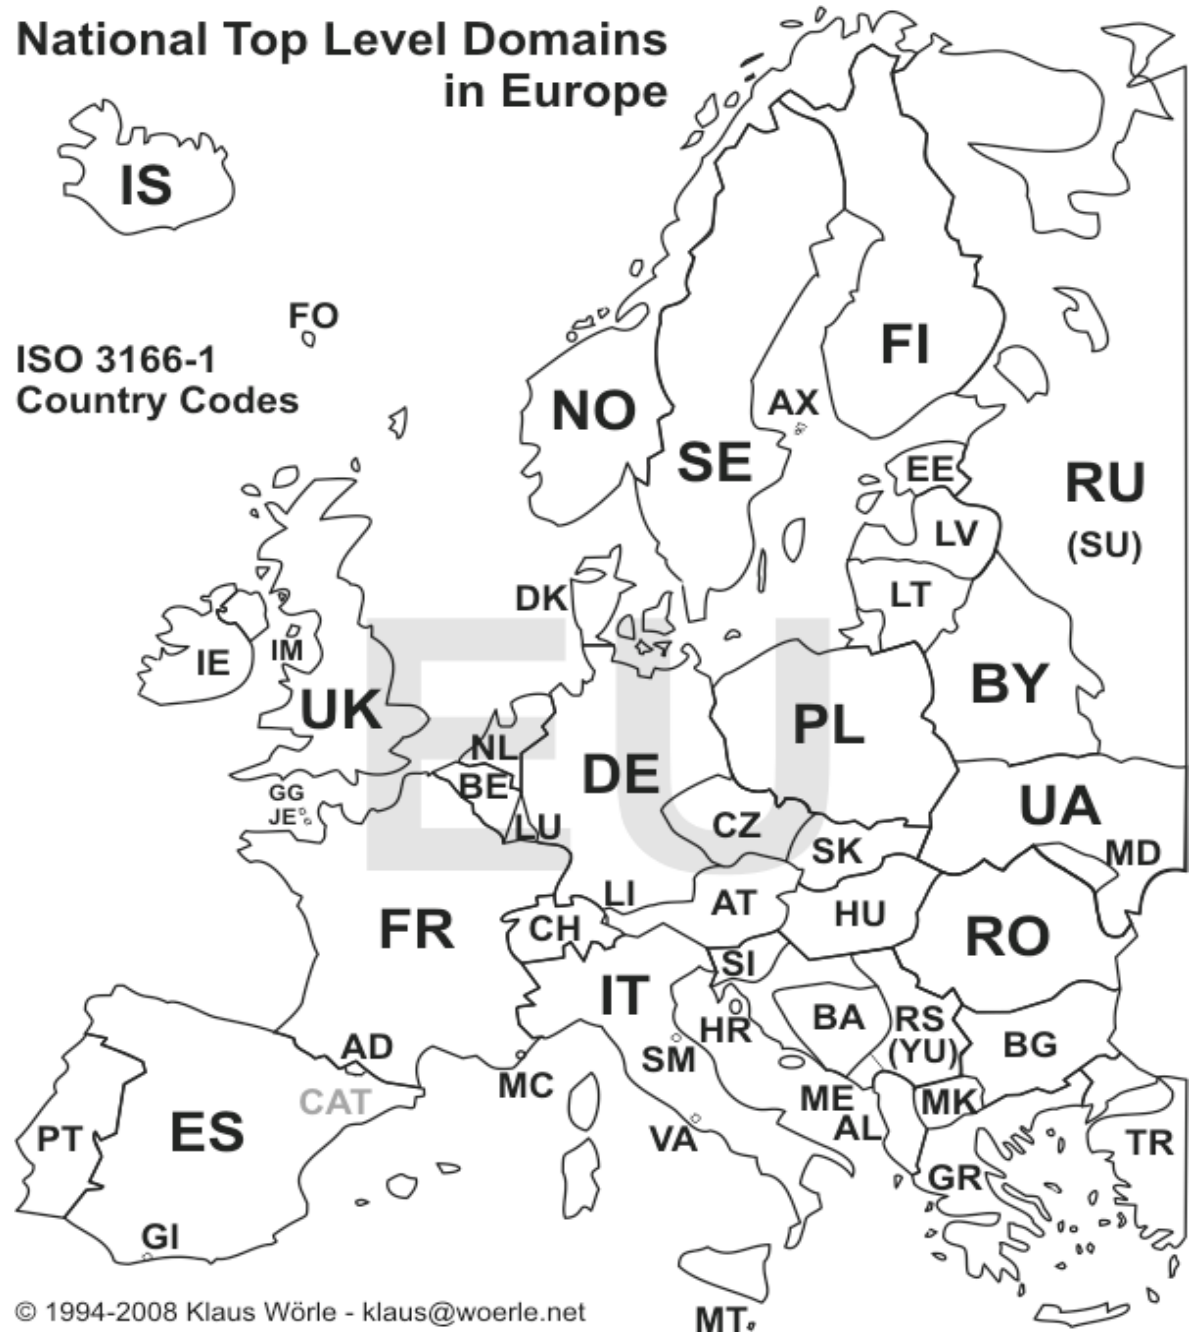 National Top Level Domains
in Europe
IS
FO
ISO 3166-1
Country Codes
NO
FI
AX
SE
EE
RU
(SU)
LV
LT
DK
IE
IM
UK
EU
BY
PL
NL
DE
BE
GG
JE
LU
CZ
UA
SK
MD
LI
AT
CH
HU
FR
RO
SI
IT
BA
RS
(YU)
HR
BG
AD
SM
MC
CAT
ME
MK
AL
PT
ES
VA
TR
GR
GI
MT
© 1994-2008 Klaus Wörle - klaus@woerle.net